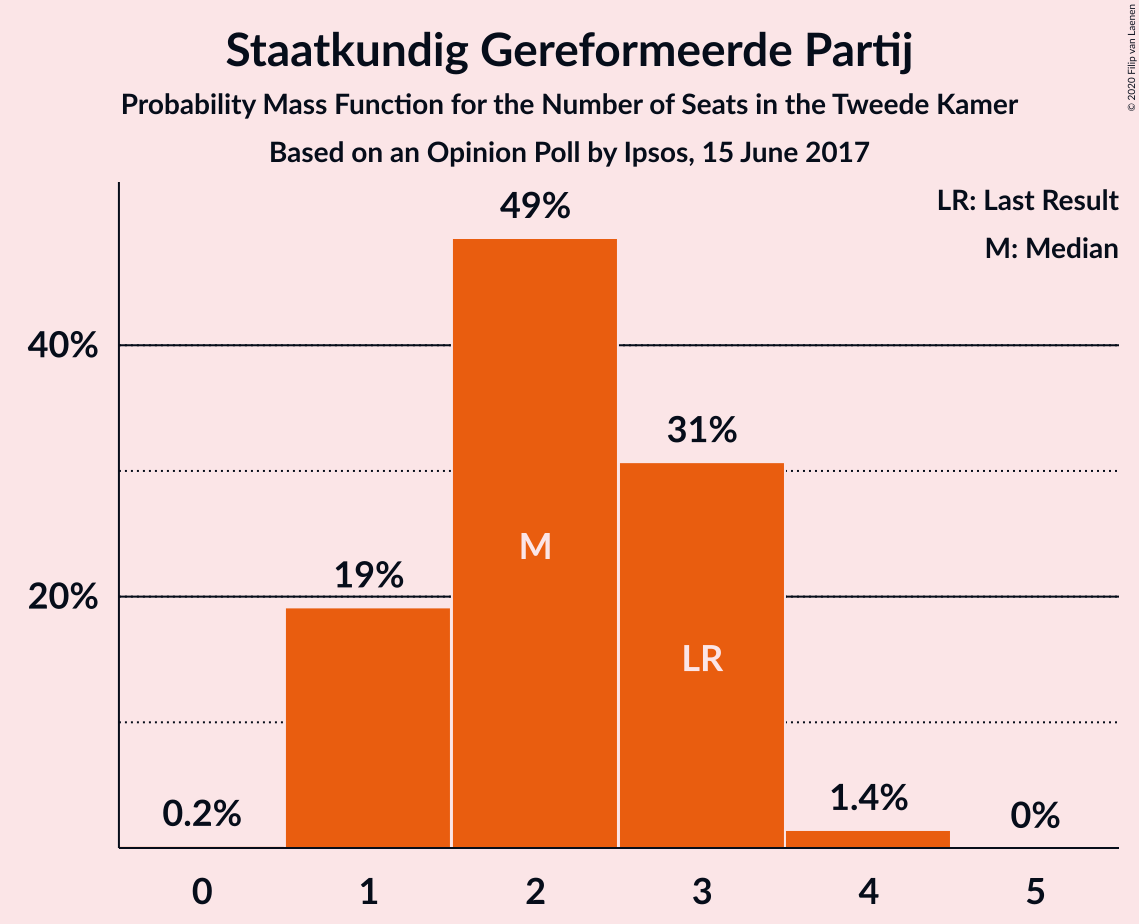 Staatkundig Gereformeerde Partij
Probability Mass Function for the Number of Seats in the Tweede Kamer
Based on an Opinion Poll by Ipsos, 15 June 2017
© 2020 Filip van Laenen
LR: Last Result
M: Median
49%
40%
31%
M
19%
20%
LR
0.2%
1.4%
0%
0 1 2 3 4 5